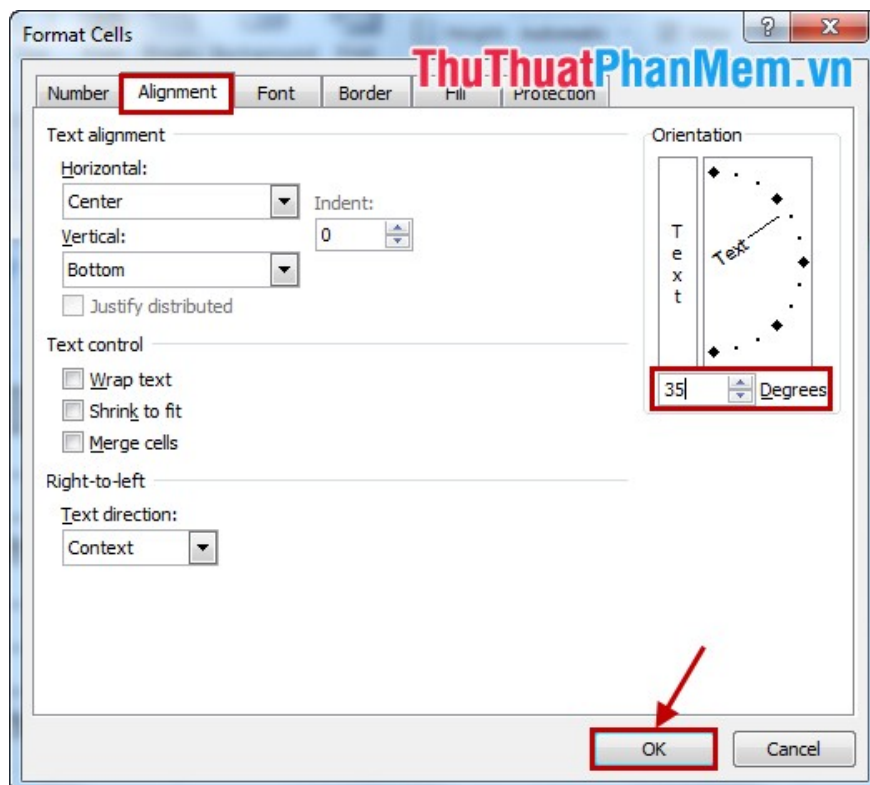 Format Cells
ThuThuatPhanMem.vn
Number Alignment Font Border Fill Protection
Text alignment
Horizontal:
Center
Indent:
0
Vertical:
Bottom
Justify distributed
Text control
Wrap text
Shrink to fit
Merge cells
Right-to-left
Text direction:
Context
Orientation
T
e
x
t
Text
35 Degrees
OK Cancel